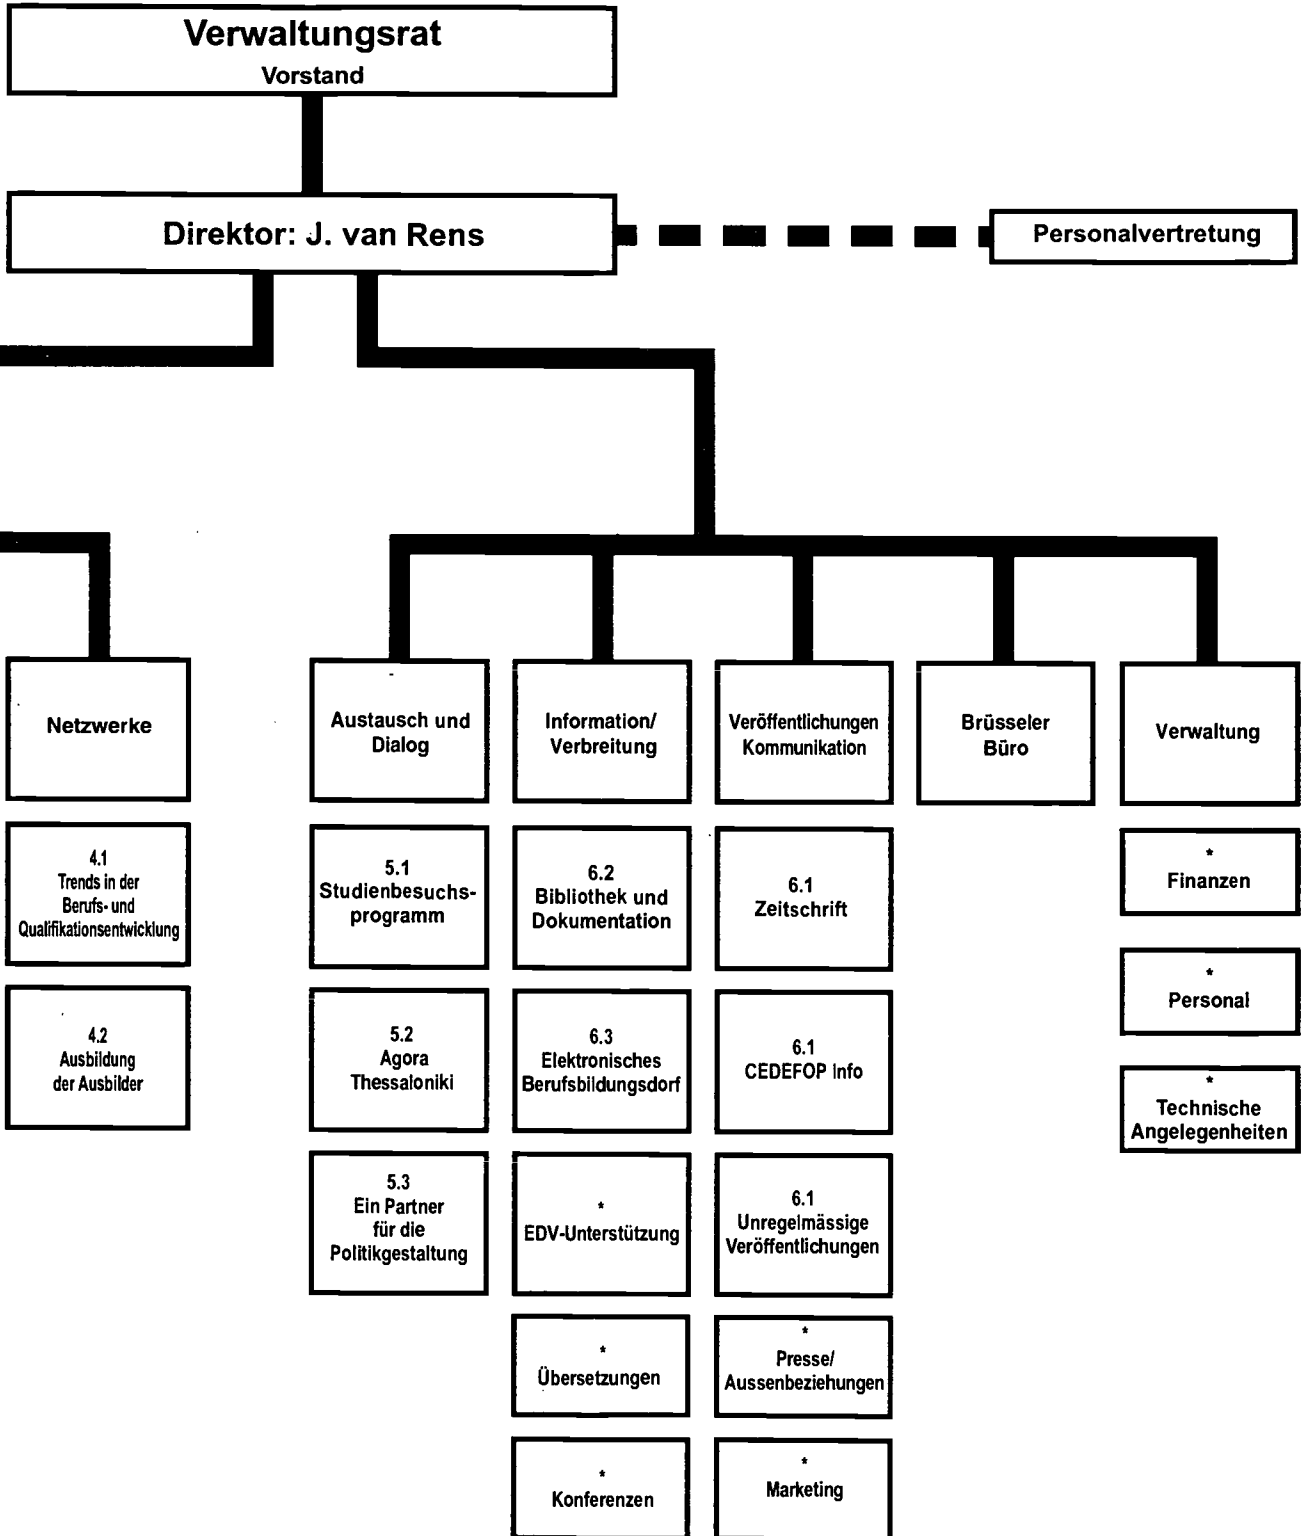 Verwaltungsrat
Vorstand
Direktor: J. van Rens
Personalvertretung
Netzwerke
4.1
Trends in der
Berufs- und
Qualifikationsentwicklung
4.2
Ausbildung
der Ausbilder
Austausch und
Dialog
5.1
Studienbesuchs-
programm
5.2
Agora
Thessaloniki
5.3
Ein Partner
für die
Politikgestaltung
Information/
Verbreitung
6.2
Bibliothek und
Dokumentation
6.3
Elektronisches
Berufsbildungsdorf
*
EDV-Unterstützung
*
Übersetzungen
*
Konferenzen
Veröffentlichungen
Kommunikation
6.1
Zeitschrift
6.1
CEDEFOP Info
6.1
Unregelmässige
Veröffentlichungen
*
Presse/
Aussenbeziehungen
*
Marketing
Brüsseler
Büro
Verwaltung
*
Finanzen
*
Personal
*
Technische
Angelegenheiten